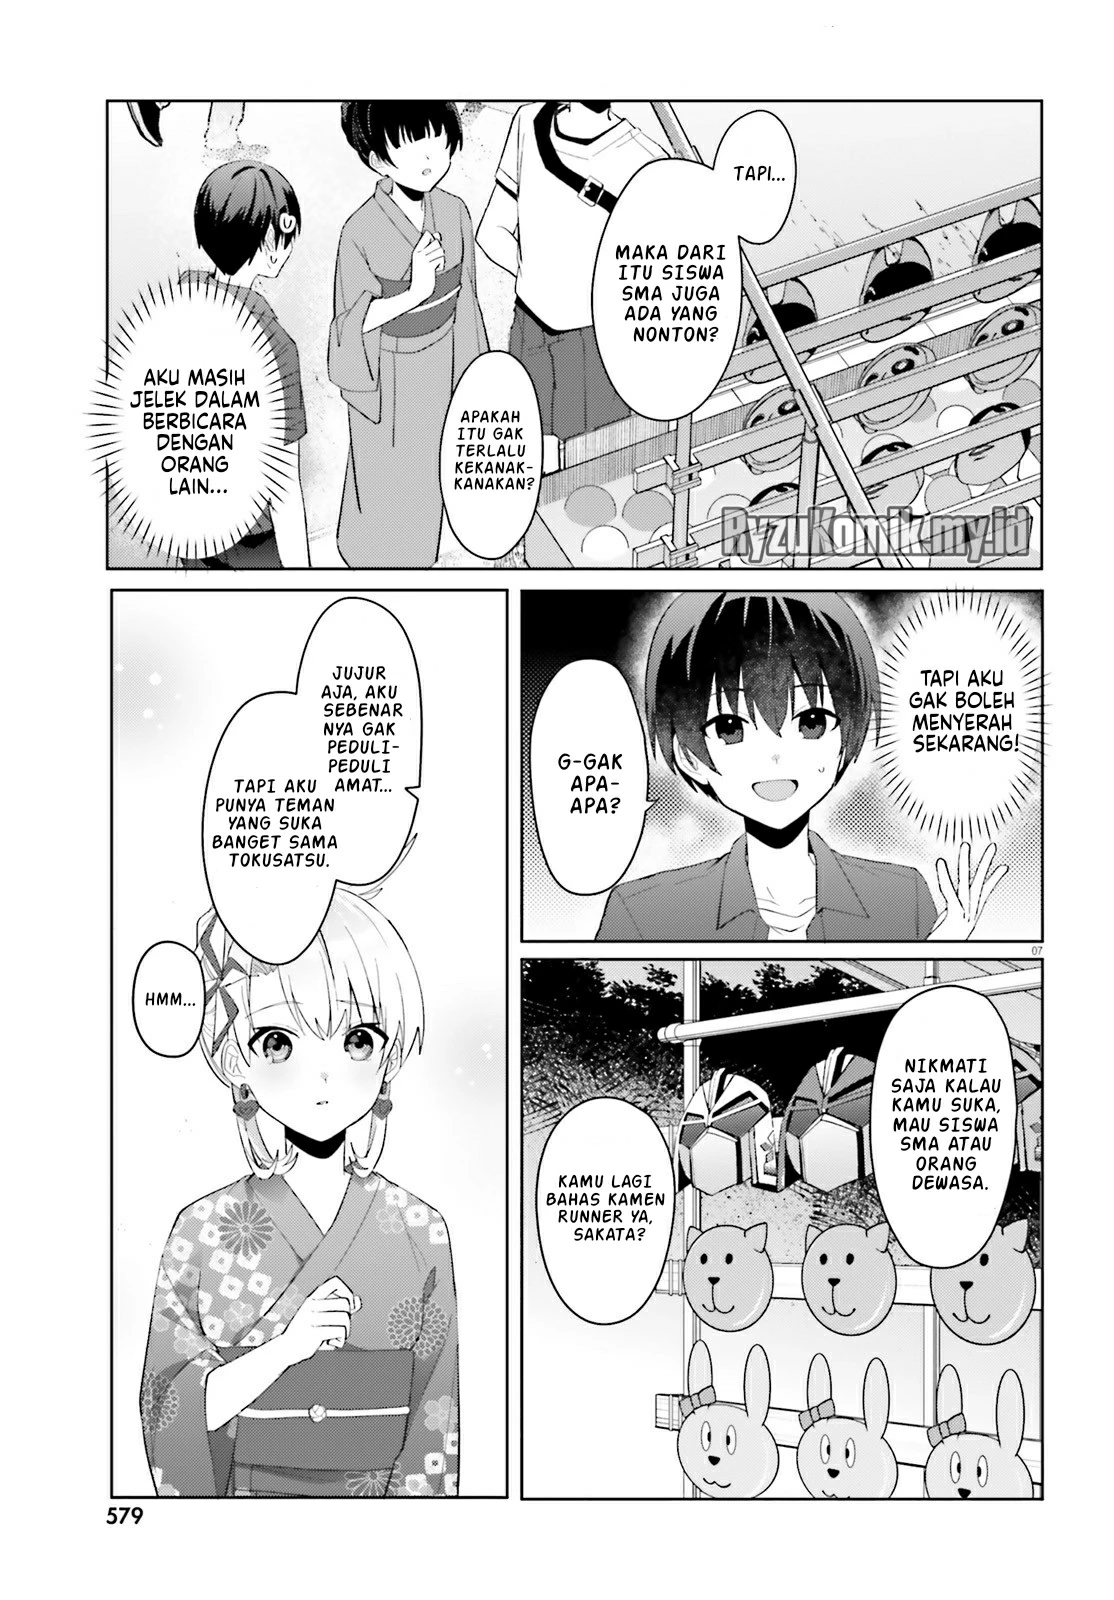 TAPI...
MAKA DARI
ITU SISWA
SMA JUGA
ADA YANG
NONTON?
APAKAH
ITU GAK
TERLALU
KEKANAK-
KANAKAN?
AKU MASIH
JELEK DALAM
BERBICARA
DENGAN
ORANG
LAIN...
RyzuKomik.my.id
TAPI AKU
GAK BOLEH
MENYERAH
SEKARANG!
G-GAK
APA-
APA?
JUJUR
AJA, AKU
SEBENAR
NYA GAK
PEDULI-
PEDULI
AMAT...
TAPI AKU
PUNYA TEMAN
YANG SUKA
BANGET SAMA
TOKUSATSU.
HMM...
07
NIKMATI
SAJA KALAU
KAMU SUKA,
MAU SISWA
SMA ATAU
ORANG
DEWASA.
KAMU LAGI
BAHAS KAMEN
RUNNER YA,
SAKATA?
579